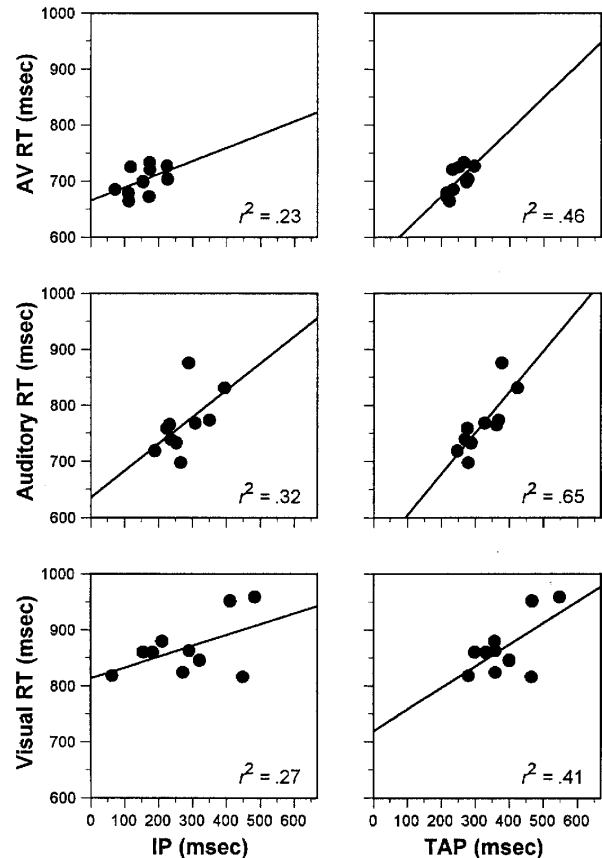 1000
900
800
700
600
AV RT (msec)
r² = .23
r² = .46
1000
900
800
700
600
Auditory RT (msec)
r² = .32
r² = .65
1000
900
800
700
600
Visual RT (msec)
r² = .27
r² = .41
0 100 200 300 400 500 600
0 100 200 300 400 500 600
IP (msec)
TAP (msec)